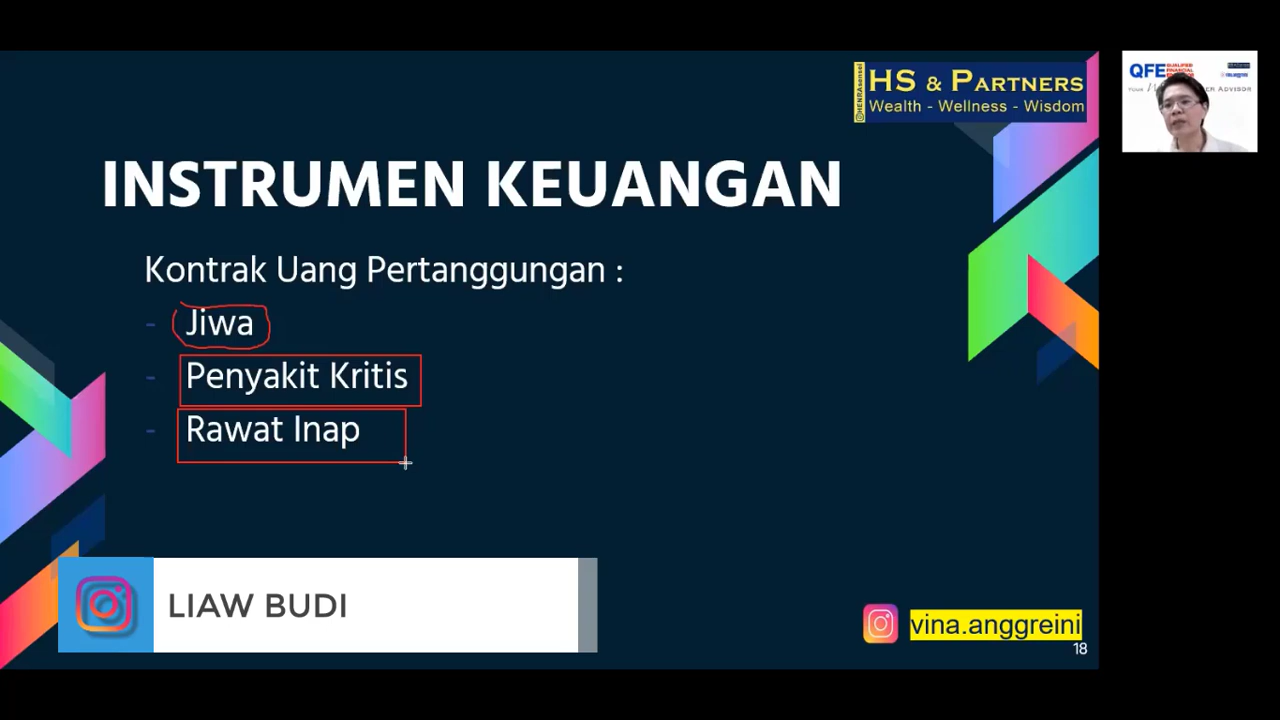 HS & PARTNERS
Wealth - Wellness - Wisdom
INSTRUMEN KEUANGAN
Kontrak Uang Pertanggungan :
- Jiwa
- Penyakit Kritis
- Rawat Inap
LIAW BUDI
vina.anggreini
18
QFE